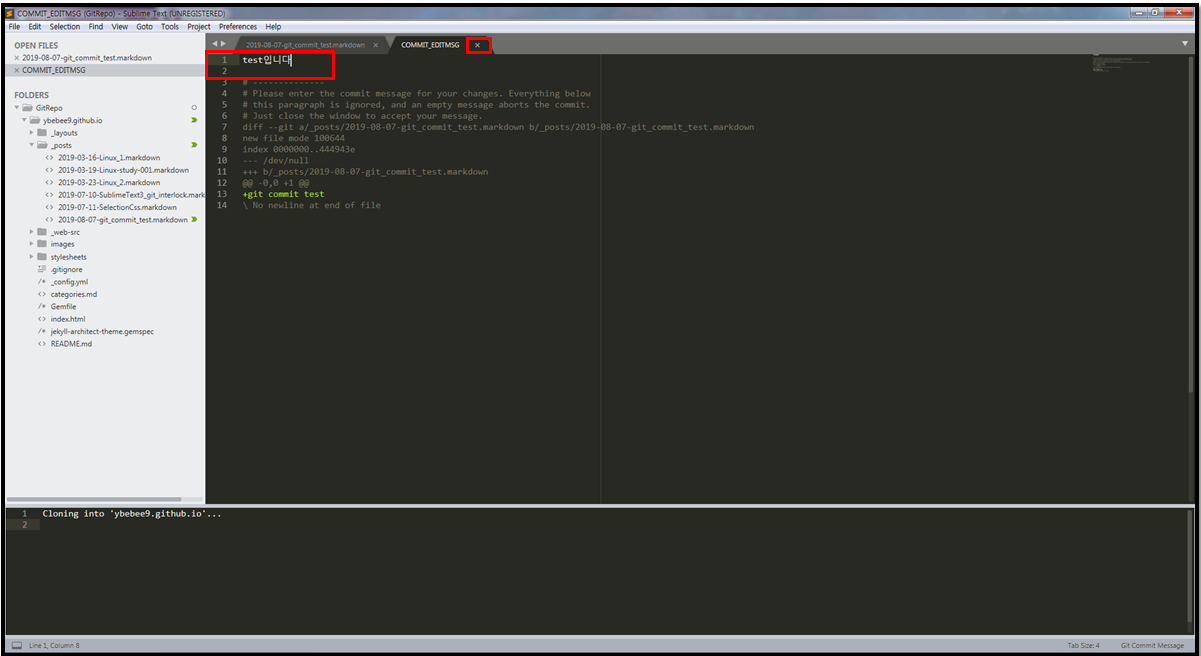 COMMIT_EDITMSG (GitRepo) - Sublime Text (UNREGISTERED)
File Edit Selection Find View Goto Tools Project Preferences Help
OPEN FILES
2019-08-07-git_commit_test.markdown
COMMIT_EDITMSG
FOLDERS
GitRepo
ybebee9.github.io
_layouts
_posts
2019-03-16-Linux_1.markdown
2019-03-19-Linux-study-001.markdown
2019-03-23-Linux_2.markdown
2019-07-10-SublimeText3_git_interlock.mark
2019-07-11-SelectionCss.markdown
2019-08-07-git_commit_test.markdown
_web-src
images
stylesheets
.gitignore
_config.yml
categories.md
Gemfile
index.html
jekyll-architect-theme.gemspec
README.md
2019-08-07-git_commit_test.markdown COMMIT_EDITMSG
1 test입니다
2
3 # --------------
4 # Please enter the commit message for your changes. Everything below
5 # this paragraph is ignored, and an empty message aborts the commit.
6 # Just close the window to accept your message.
7 diff --git a/_posts/2019-08-07-git_commit_test.markdown b/_posts/2019-08-07-git_commit_test.markdown
8 new file mode 100644
9 index 0000000..444943e
10 --- /dev/null
11 +++ b/_posts/2019-08-07-git_commit_test.markdown
12 @@ -0,0 +1 @@
13 +git commit test
14 \ No newline at end of file
1 Cloning into 'ybebee9.github.io'...
2
Line 1, Column 8 Tab Size: 4 Git Commit Message